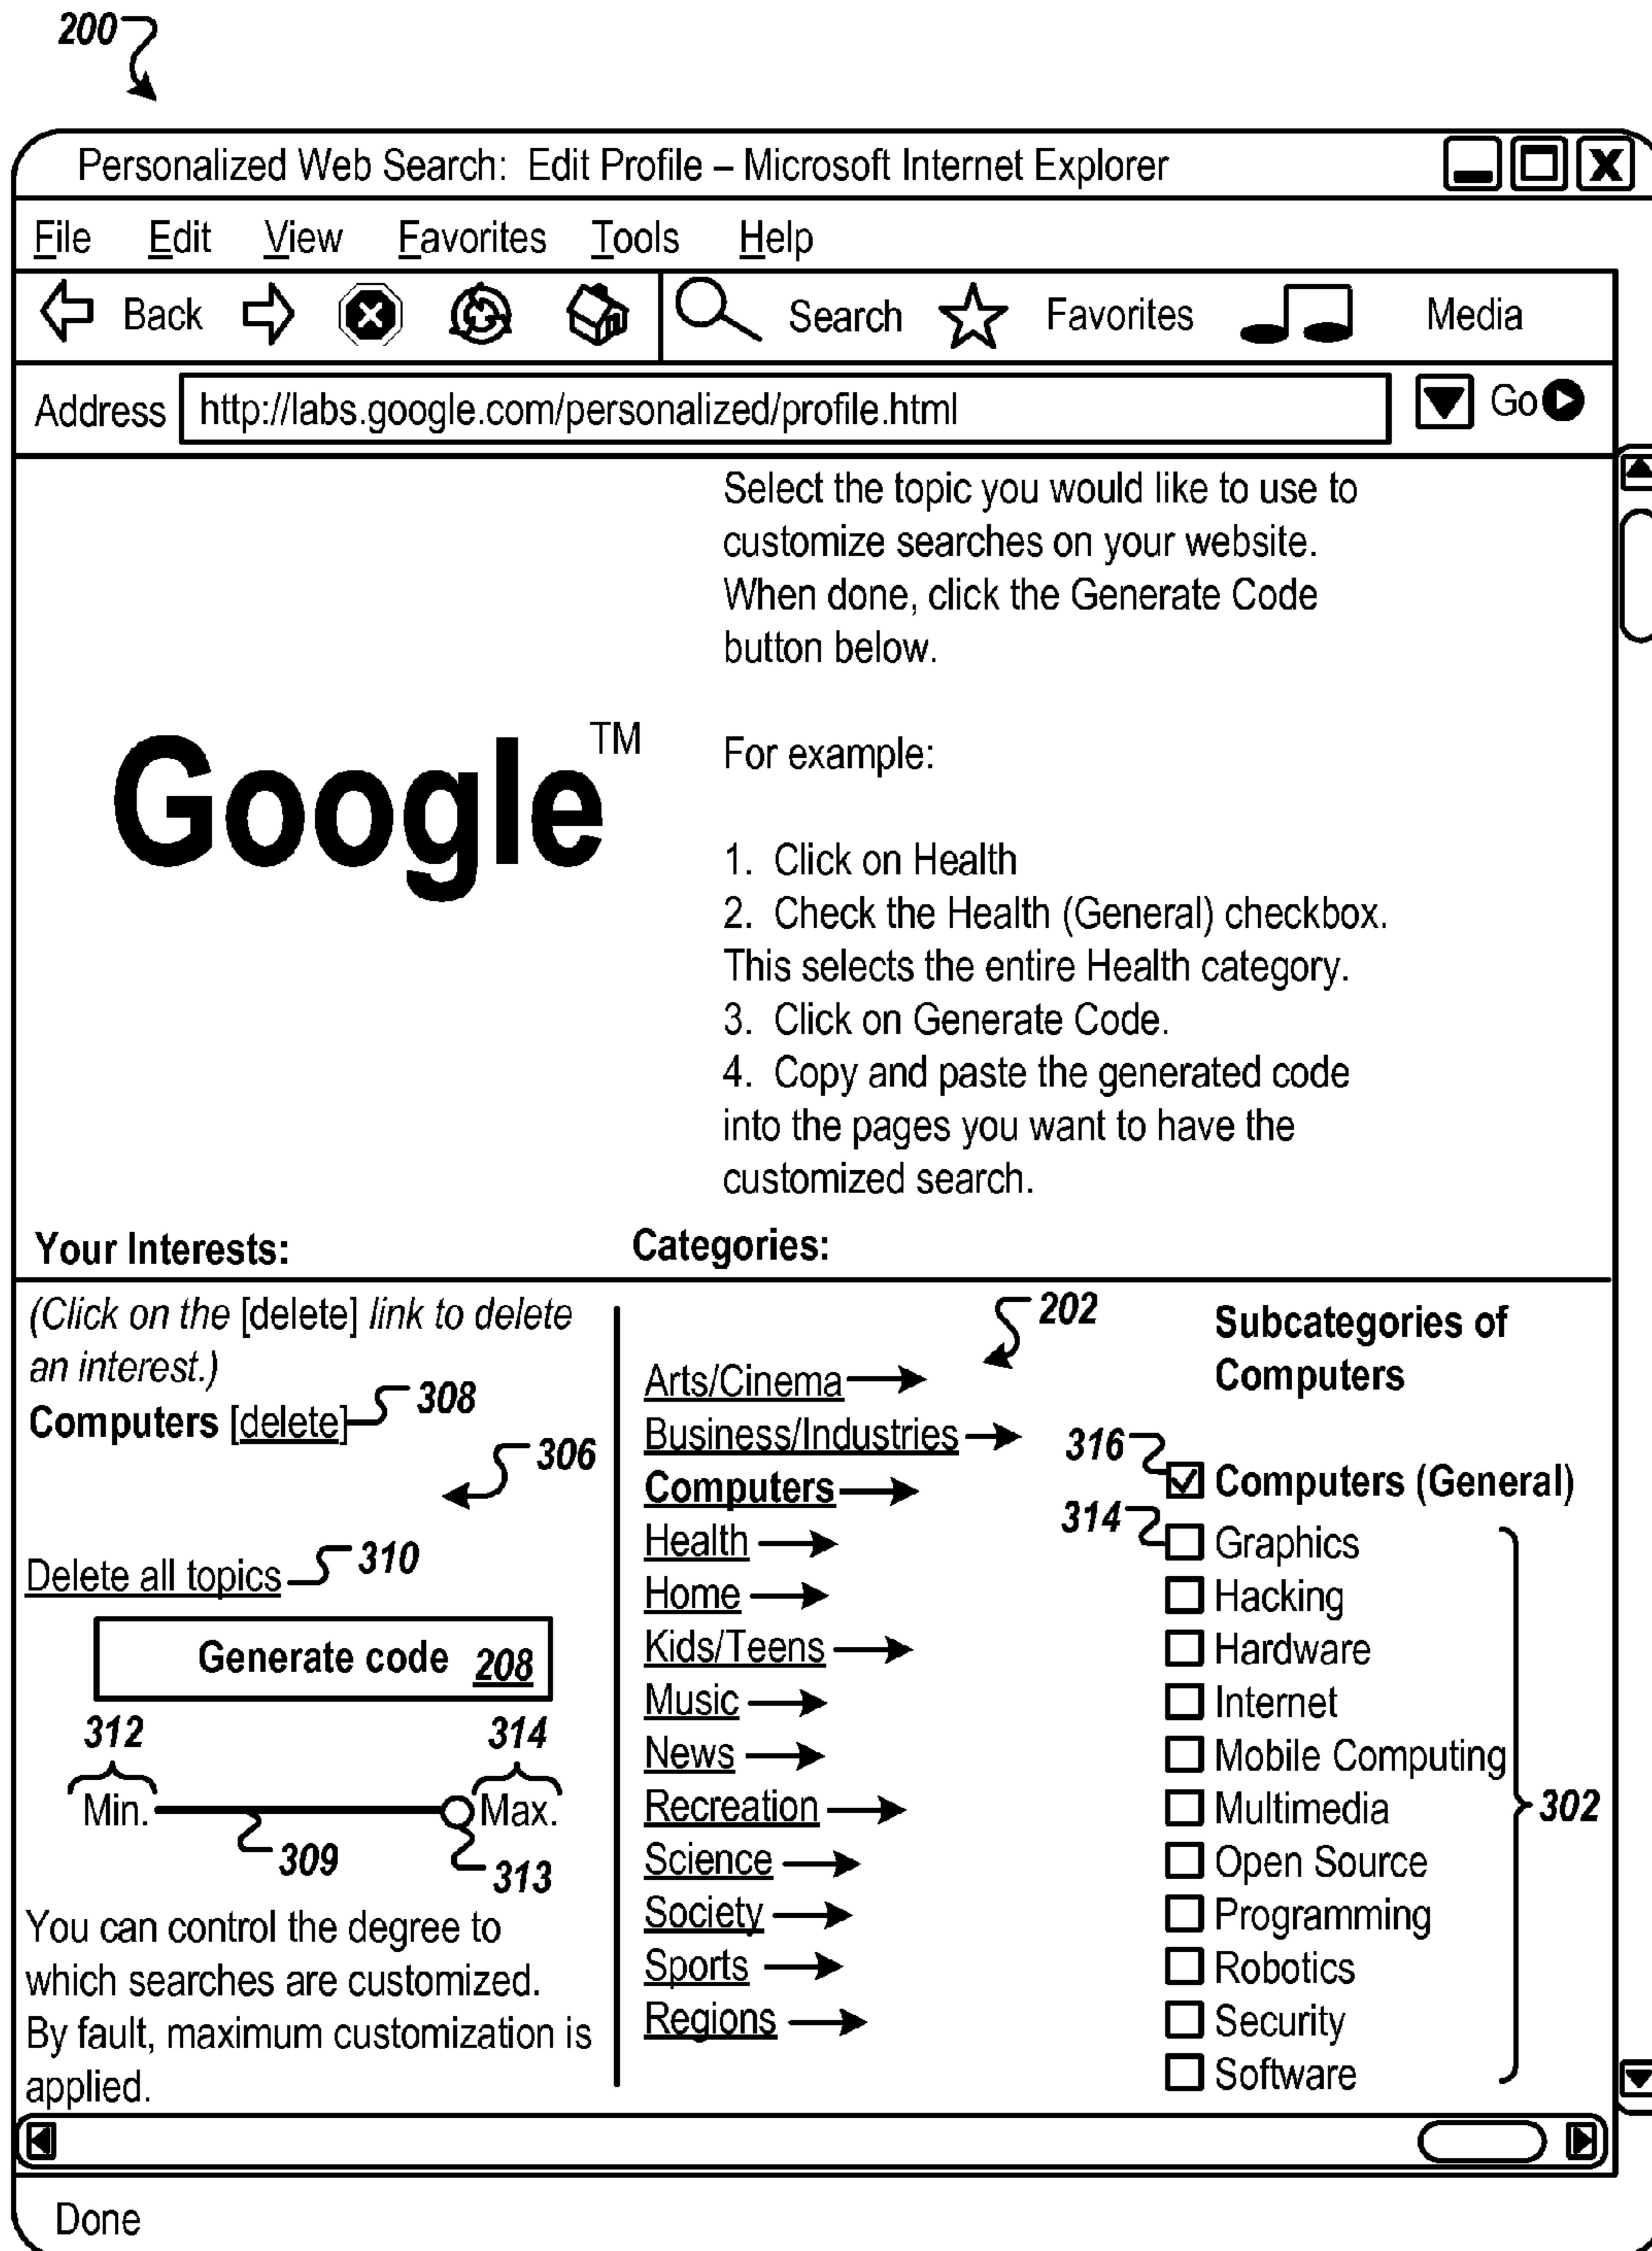 200
Personalized Web Search: Edit Profile – Microsoft Internet Explorer
File Edit View Favorites Tools Help
Back Search Favorites Media
Address http://labs.google.com/personalized/profile.html Go
Select the topic you would like to use to
customize searches on your website.
When done, click the Generate Code
button below.
Google TM
For example:
1. Click on Health
2. Check the Health (General) checkbox.
This selects the entire Health category.
3. Click on Generate Code.
4. Copy and paste the generated code
into the pages you want to have the
customized search.
Your Interests:
(Click on the [delete] link to delete
an interest.)
Computers [delete] 308
306
Delete all topics 310
Generate code 208
312 314
Min. Max.
309 313
You can control the degree to
which searches are customized.
By fault, maximum customization is
applied.
Categories:
202
Arts/Cinema
Business/Industries
Computers
Health
Home
Kids/Teens
Music
News
Recreation
Science
Society
Sports
Regions
Subcategories of
Computers
316 Computers (General)
314 Graphics
Hacking
Hardware
Internet
Mobile Computing
Multimedia 302
Open Source
Programming
Robotics
Security
Software
Done